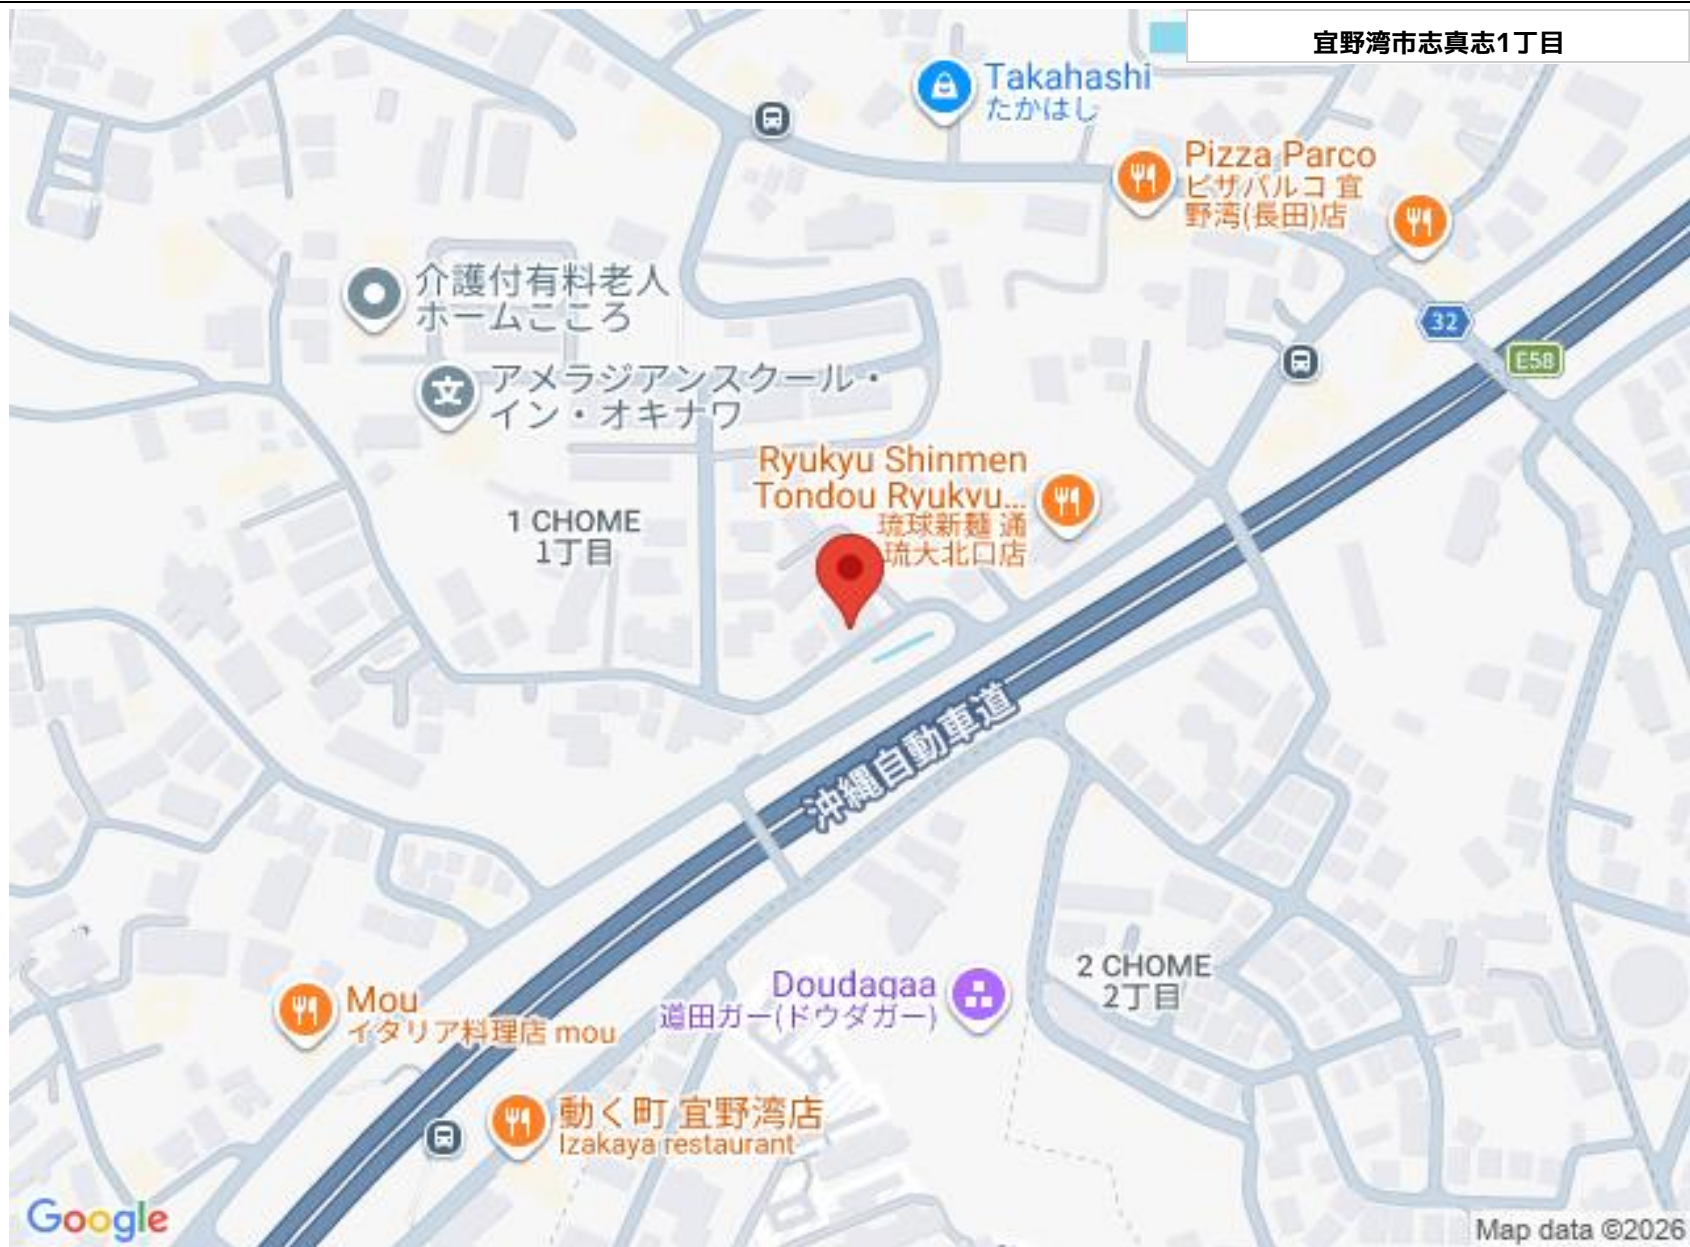 宜野湾市志真志1丁目
Takahashi
たかはし
Pizza Parco
ピザパルコ 宜
野湾(長田)店
32
E58
介護付有料老人
ホームこころ
アメラジアンスクール・
イン・オキナワ
文
Ryukyu Shinmen
Tondou Ryukyu...
琉球新麺 通
琉大北口店
1 CHOME
1丁目
沖縄自動車道
2 CHOME
2丁目
Doudagaa
道田ガー(ドウダガー)
Mou
イタリア料理店 mou
動く町 宜野湾店
Izakaya restaurant
Google
Map data ©2026